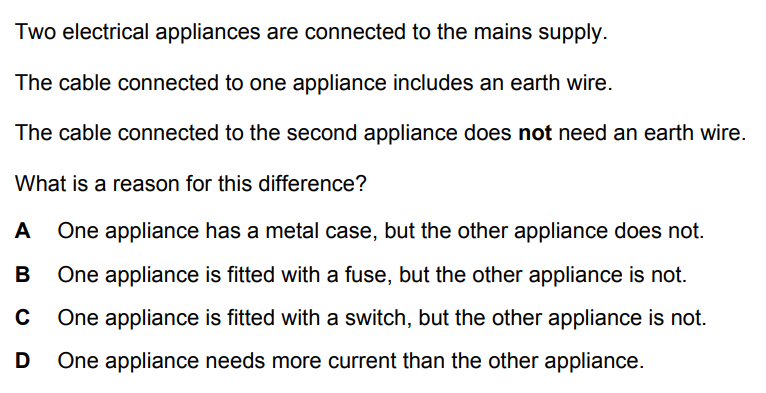 Two electrical appliances are connected to the mains supply.
The cable connected to one appliance includes an earth wire.
The cable connected to the second appliance does not need an earth wire.
What is a reason for this difference?
A One appliance has a metal case, but the other appliance does not.
B One appliance is fitted with a fuse, but the other appliance is not.
C One appliance is fitted with a switch, but the other appliance is not.
D One appliance needs more current than the other appliance.